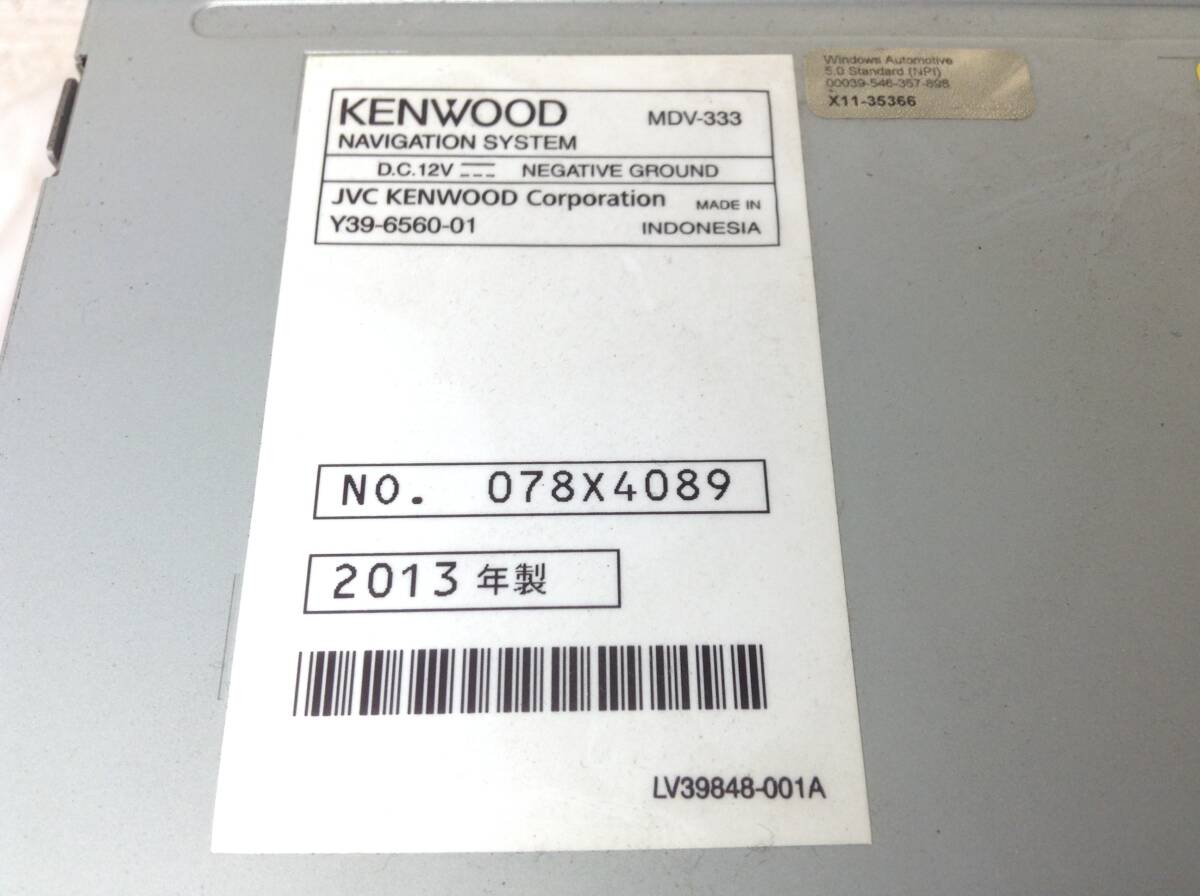 KENWOOD MDV-333
NAVIGATION SYSTEM
D.C.12V NEGATIVE GROUND
JVC KENWOOD Corporation MADE IN
Y39-6560-01 INDONESIA
NO. 078X4089
2013 年製
LV39848-001A
Windows Automotive
5.0 Standard (NPI)
00039-546-357-898
X11-35366